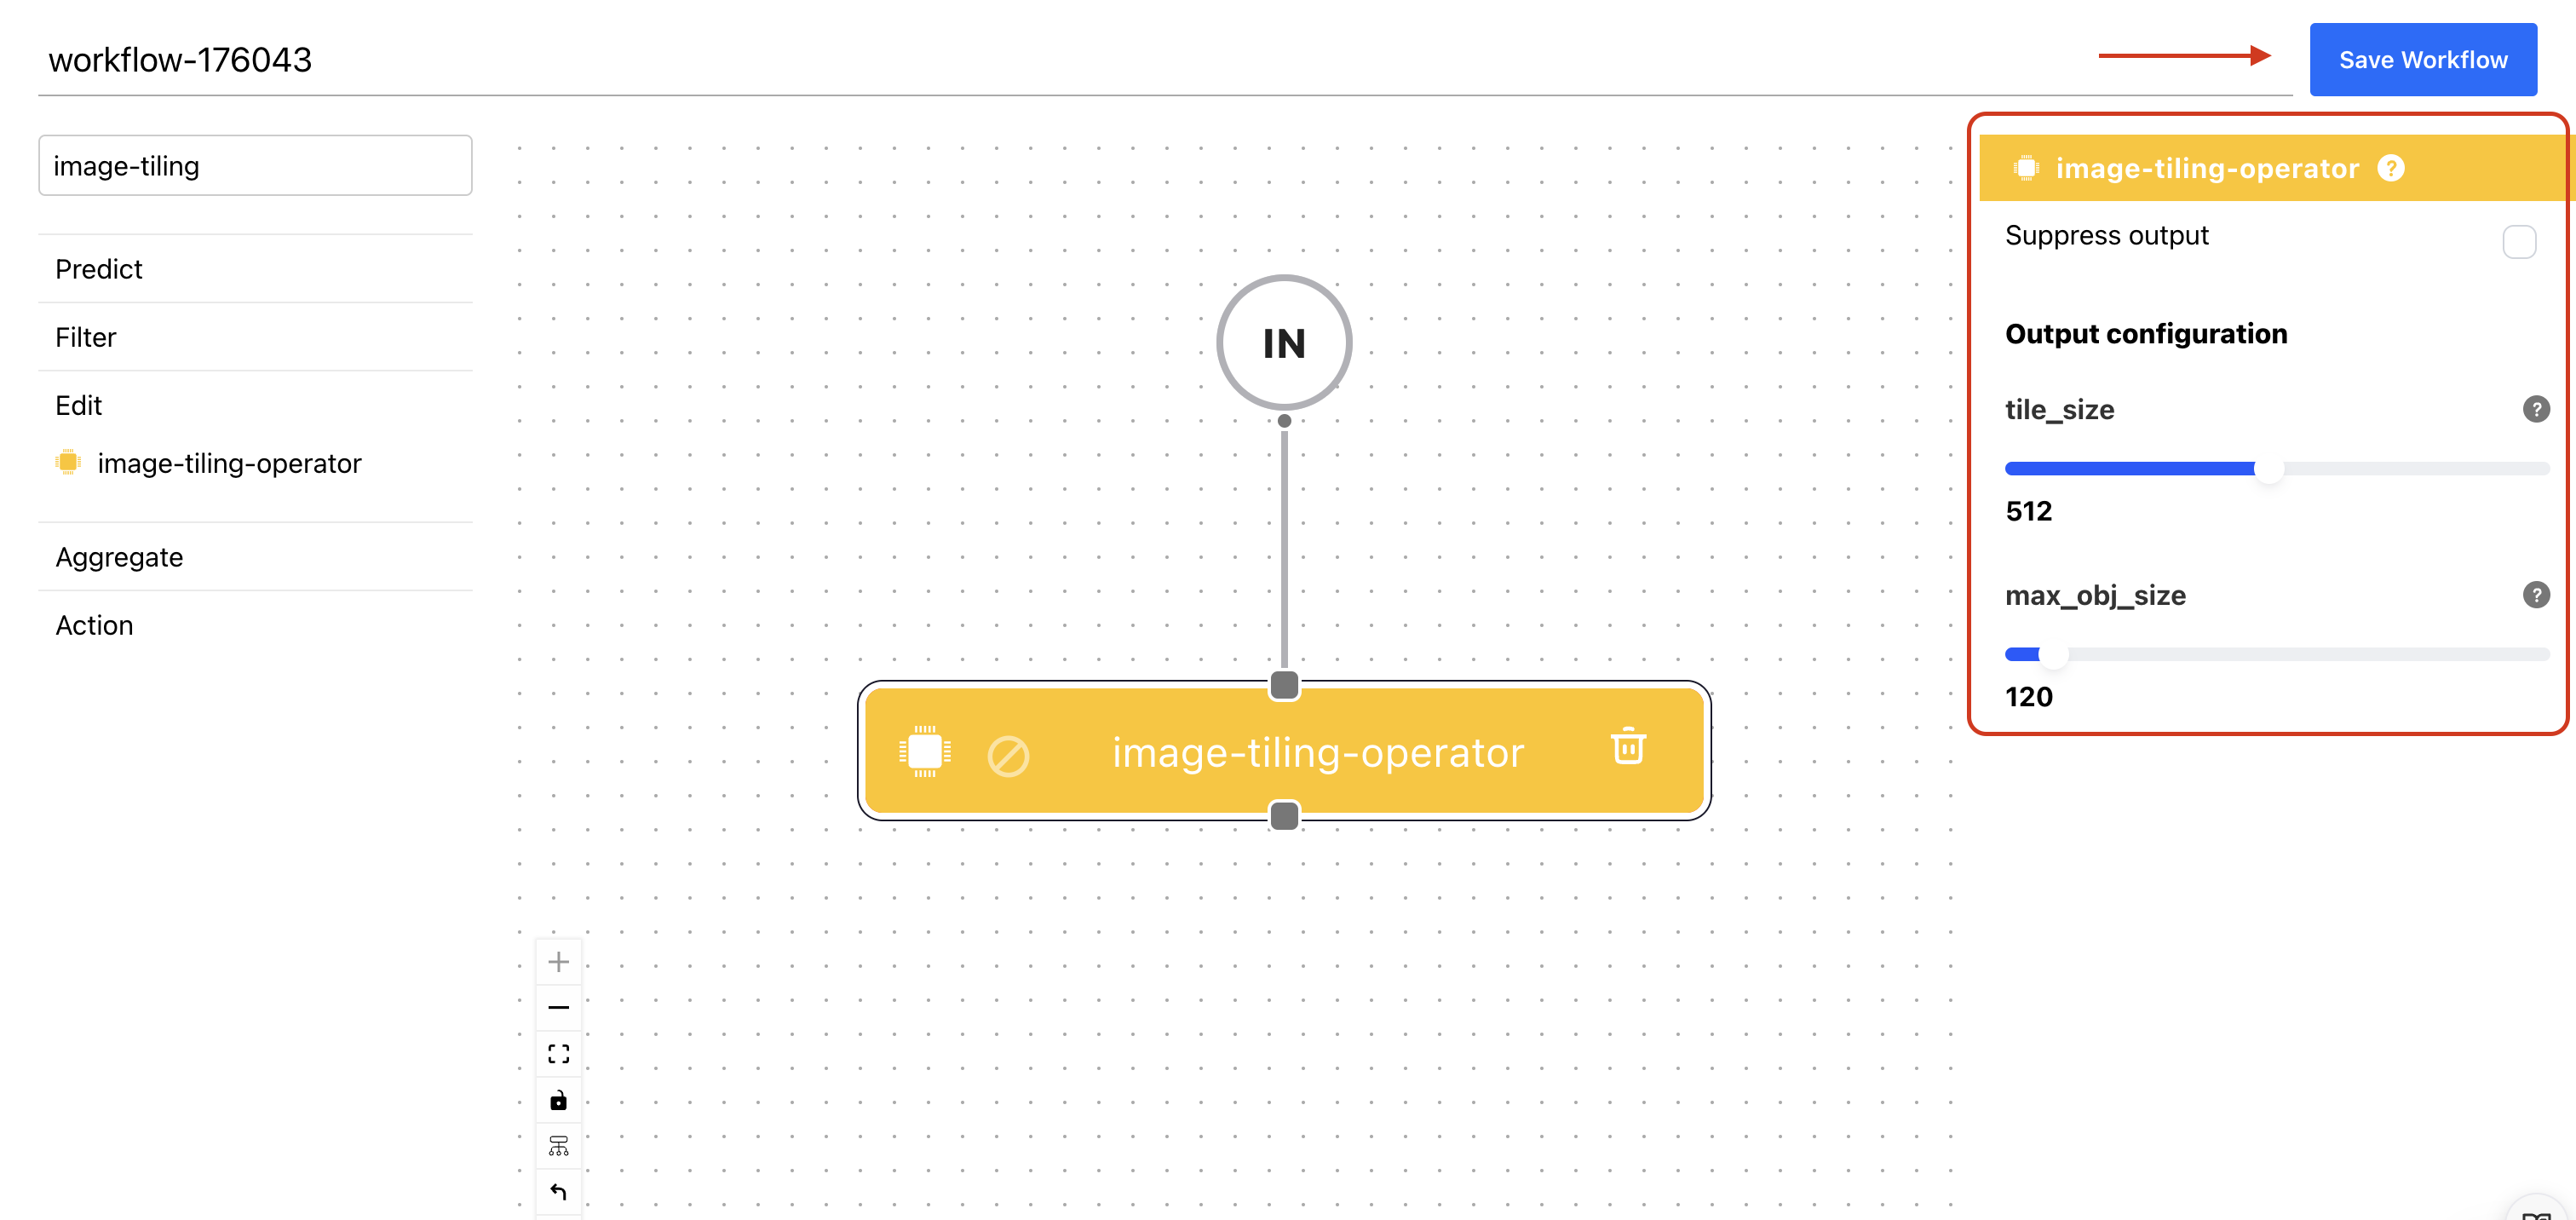 workflow-176043
Save Workflow
image-tiling
Predict
Filter
Edit
image-tiling-operator
Aggregate
Action
IN
image-tiling-operator
image-tiling-operator ?
Suppress output
Output configuration
tile_size ?
512
max_obj_size ?
120